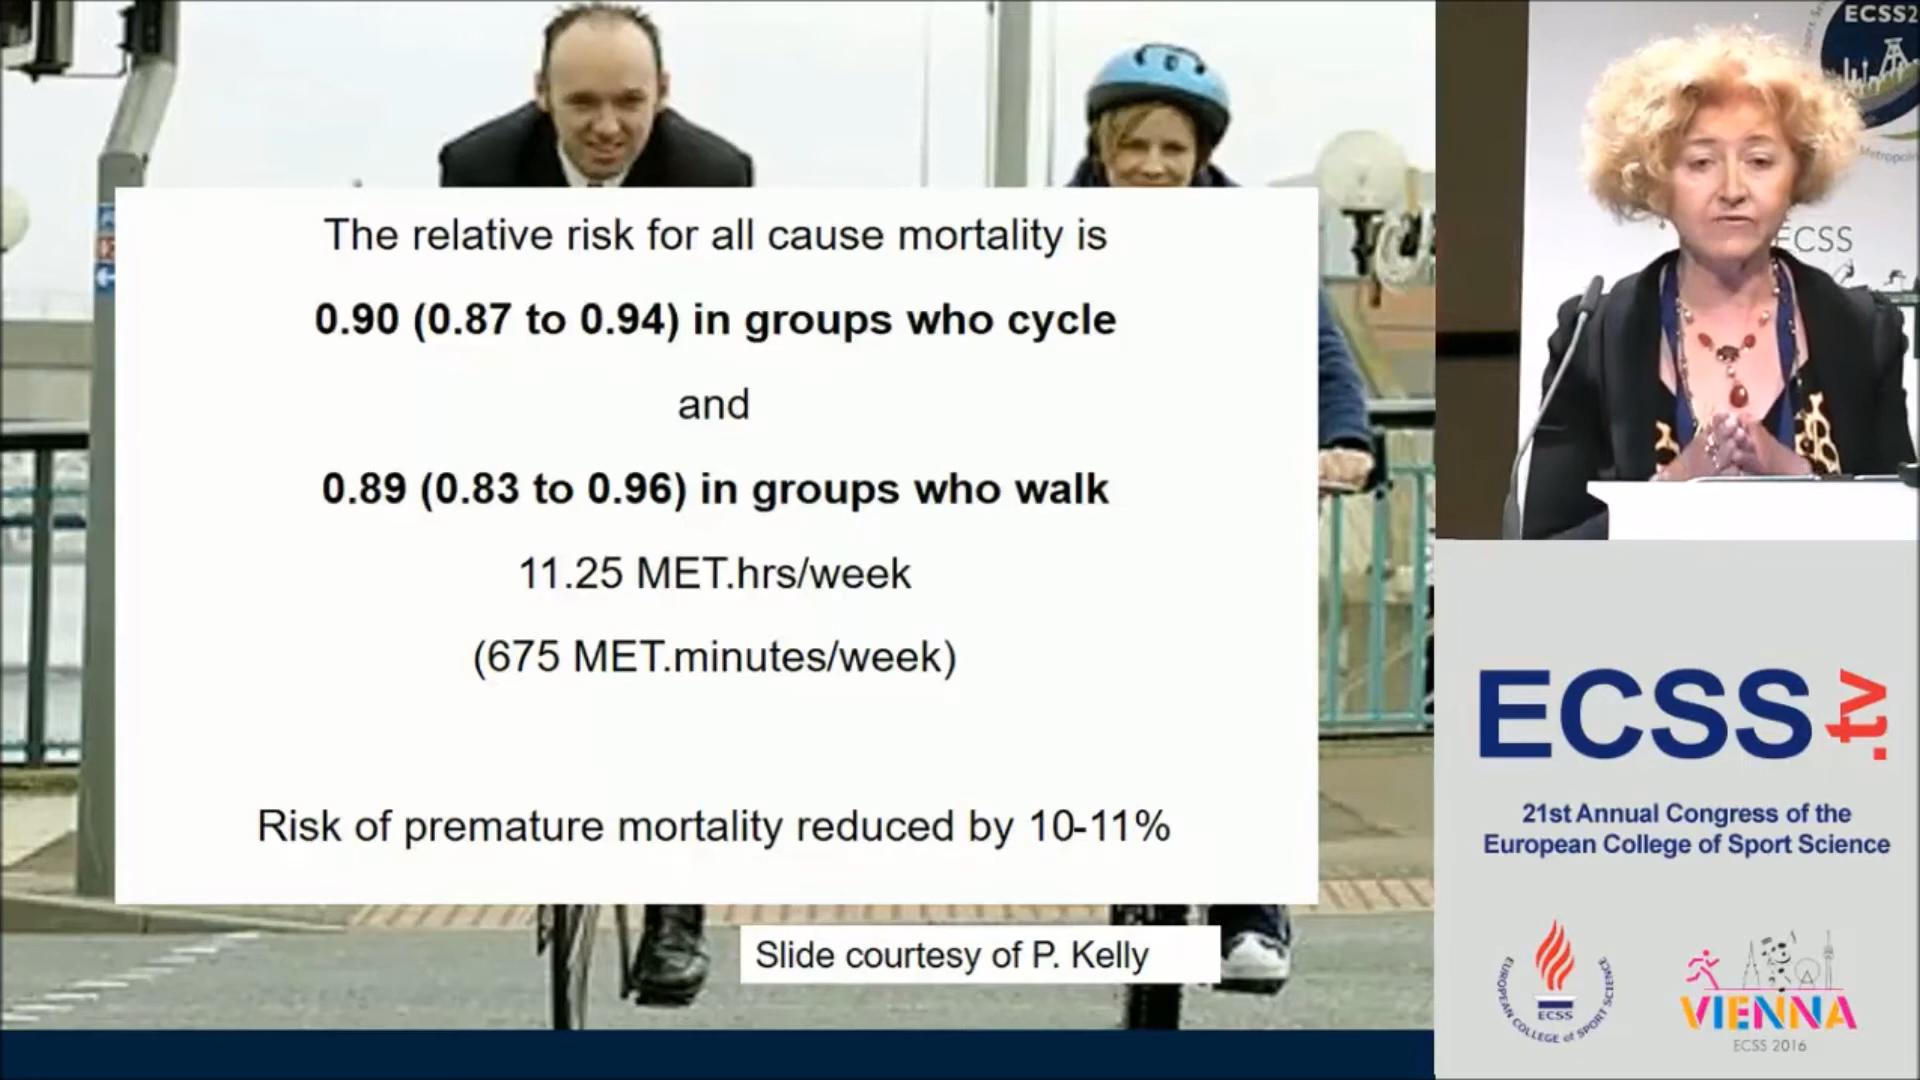 The relative risk for all cause mortality is
0.90 (0.87 to 0.94) in groups who cycle
and
0.89 (0.83 to 0.96) in groups who walk
11.25 MET.hrs/week
(675 MET.minutes/week)
Risk of premature mortality reduced by 10-11%
Slide courtesy of P. Kelly
ECSS2
Metropoli
ECSS
ECSS.tv
21st Annual Congress of the
European College of Sport Science
EUROPEAN COLLEGE of SPORT SCIENCE
ECSS
VIENNA
ECSS 2016